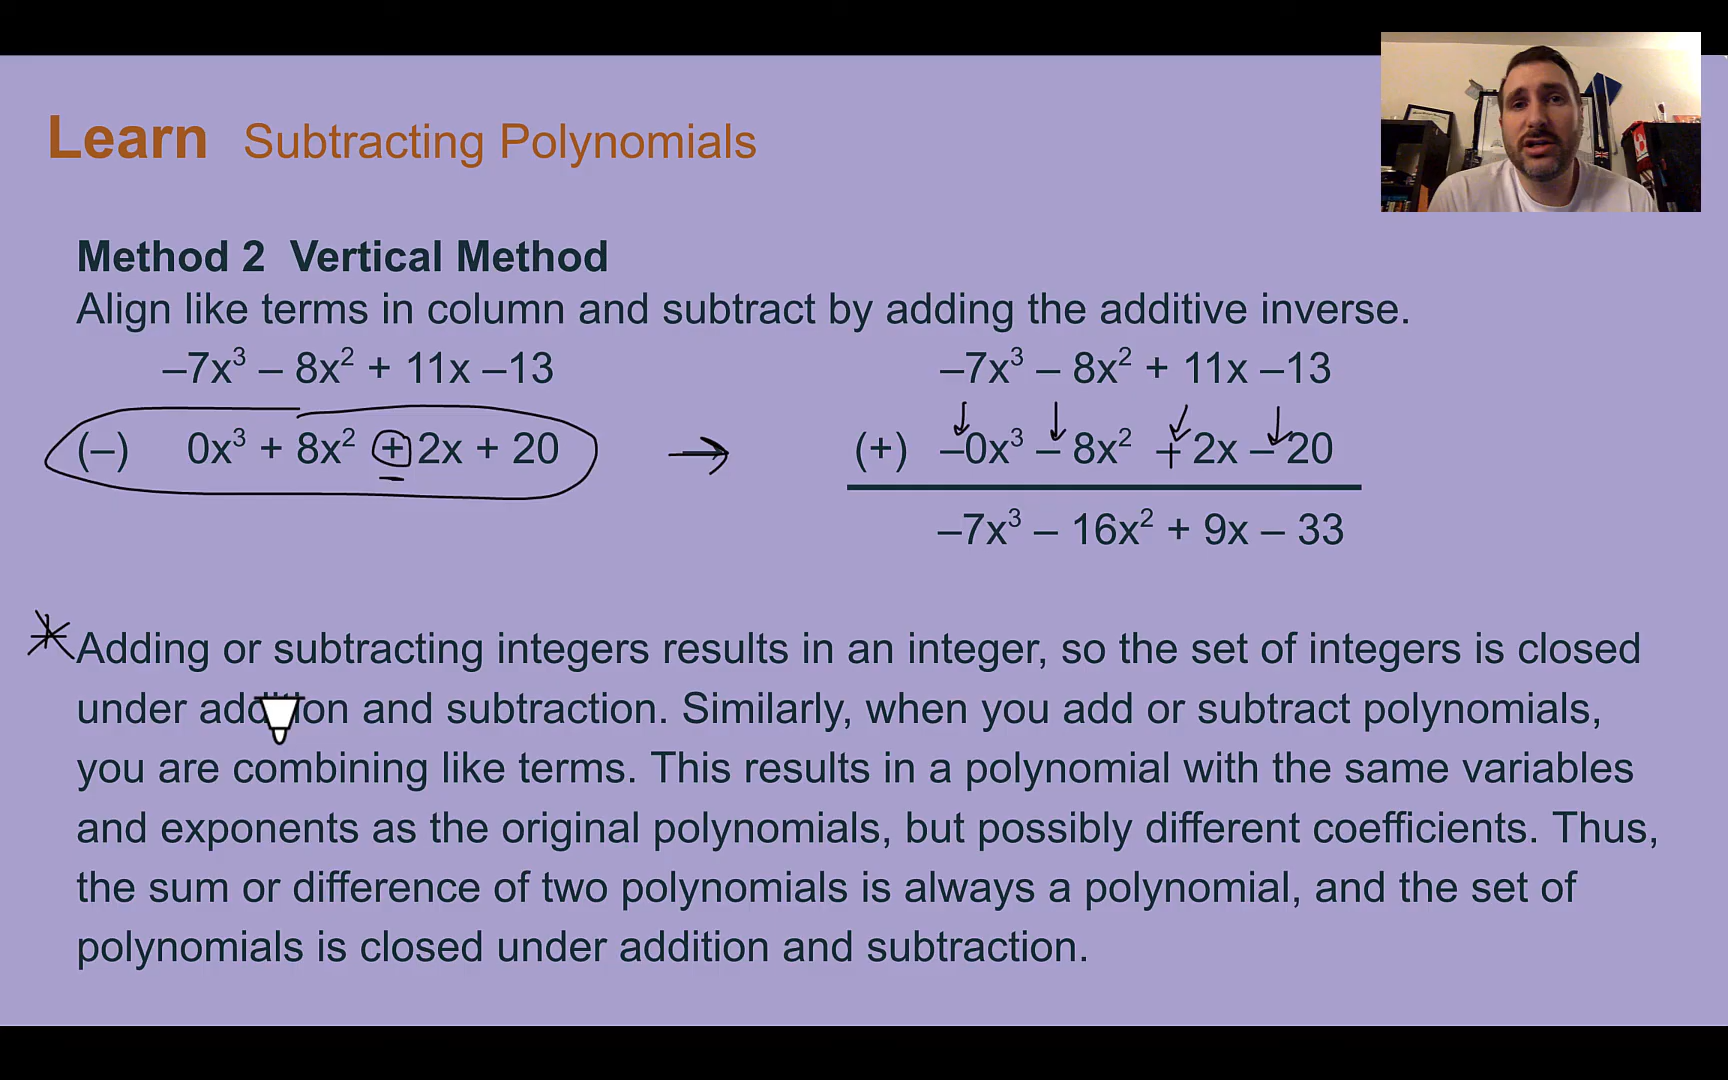 Learn Subtracting Polynomials
Method 2 Vertical Method
Align like terms in column and subtract by adding the additive inverse.
–7x³ – 8x² + 11x –13 –7x³ – 8x² + 11x –13
(–) 0x³ + 8x² + 2x + 20 → (+) –0x³ – 8x² + 2x – 20
–7x³ – 16x² + 9x – 33
Adding or subtracting integers results in an integer, so the set of integers is closed
under addition and subtraction. Similarly, when you add or subtract polynomials,
you are combining like terms. This results in a polynomial with the same variables
and exponents as the original polynomials, but possibly different coefficients. Thus,
the sum or difference of two polynomials is always a polynomial, and the set of
polynomials is closed under addition and subtraction.